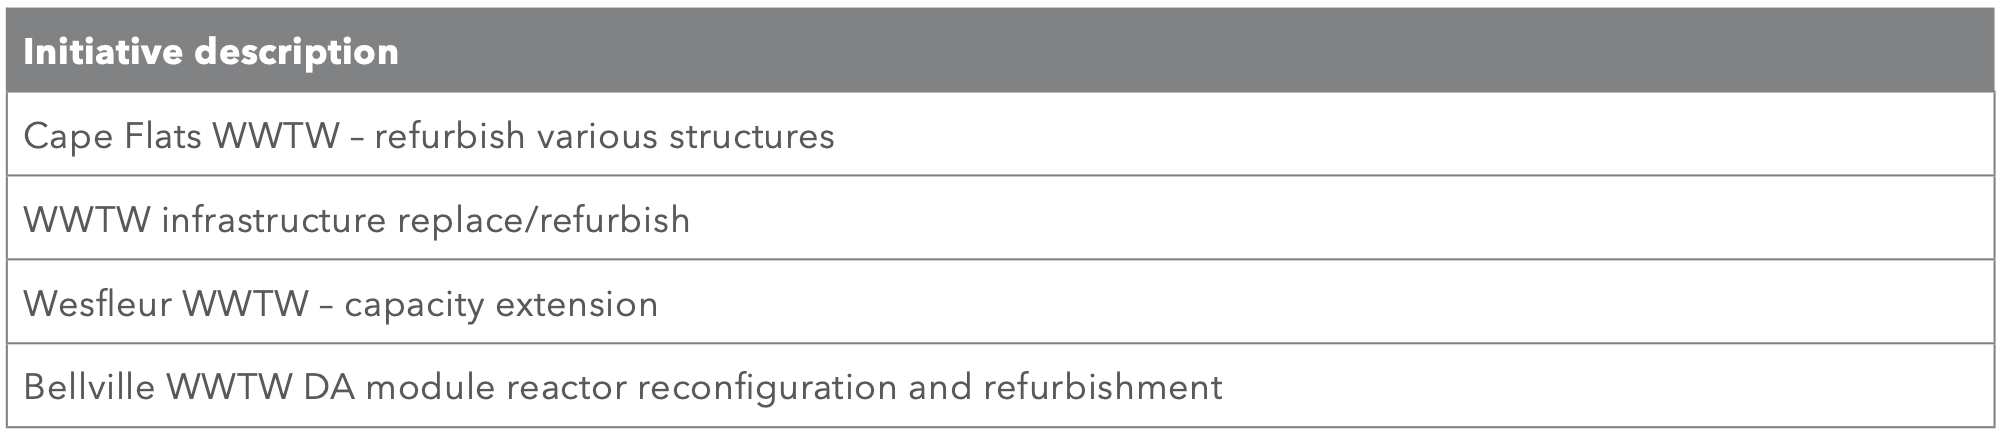 Initiative description
Cape Flats WWTW – refurbish various structures
WWTW infrastructure replace/refurbish
Wesfleur WWTW – capacity extension
Bellville WWTW DA module reactor reconfiguration and refurbishment